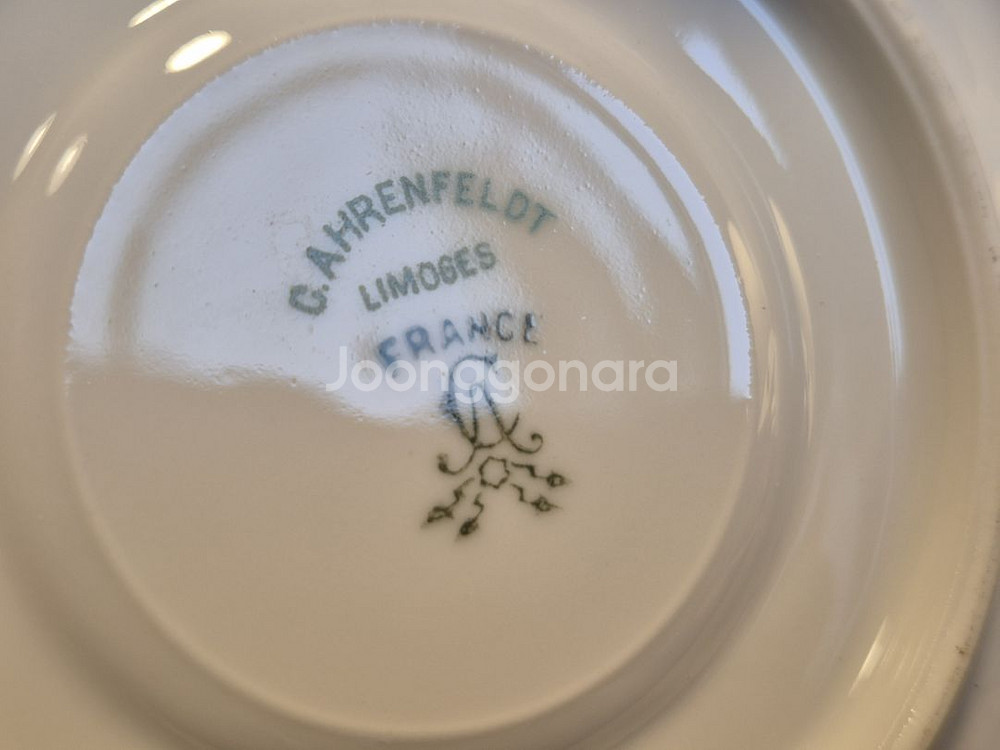 C. AHRENFELDT
LIMOGES
FRANCE
Joonggonara